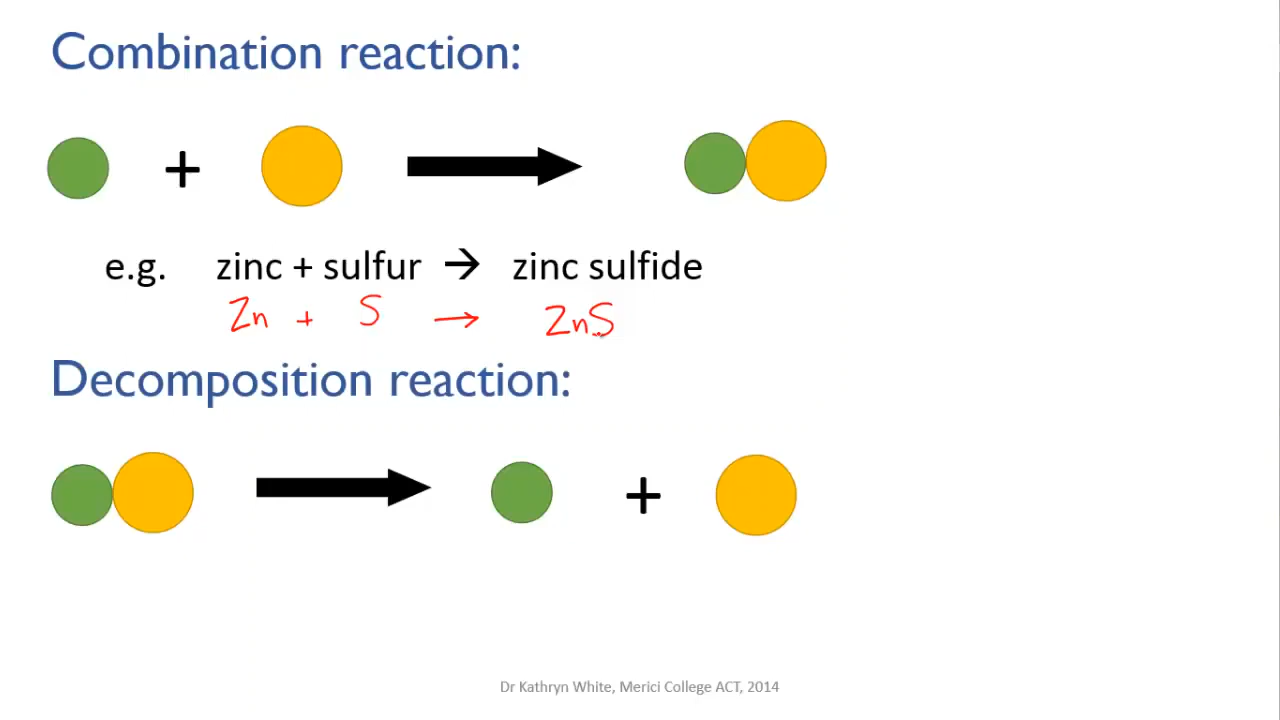 Combination reaction:
+
e.g. zinc + sulfur → zinc sulfide
Zn + S → ZnS
Decomposition reaction:
+
Dr Kathryn White, Merici College ACT, 2014